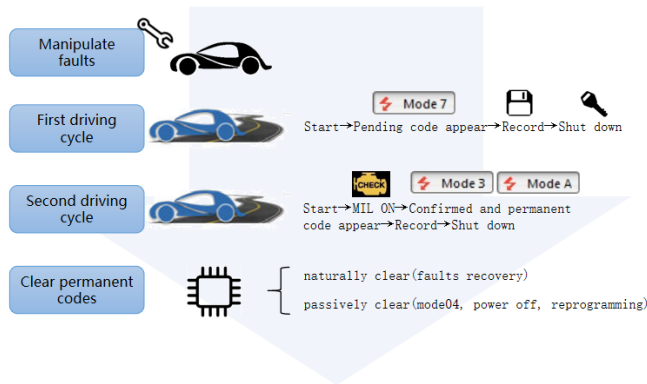 Manipulate
faults
First driving
cycle
Mode 7
Start→Pending code appear→Record→Shut down
Second driving
cycle
CHECK
Mode 3
Mode A
Start→MIL ON→Confirmed and permanent
code appear→Record→Shut down
Clear permanent
codes
naturally clear(faults recovery)
passively clear(mode04, power off, reprogramming)